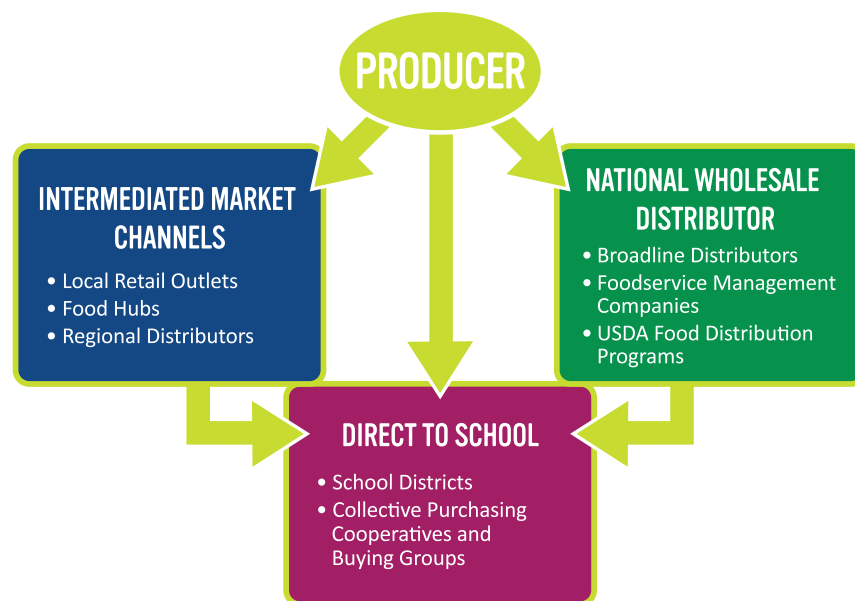 PRODUCER
INTERMEDIATED MARKET
CHANNELS
• Local Retail Outlets
• Food Hubs
• Regional Distributors
NATIONAL WHOLESALE
DISTRIBUTOR
• Broadline Distributors
• Foodservice Management
Companies
• USDA Food Distribution
Programs
DIRECT TO SCHOOL
• School Districts
• Collective Purchasing
Cooperatives and
Buying Groups